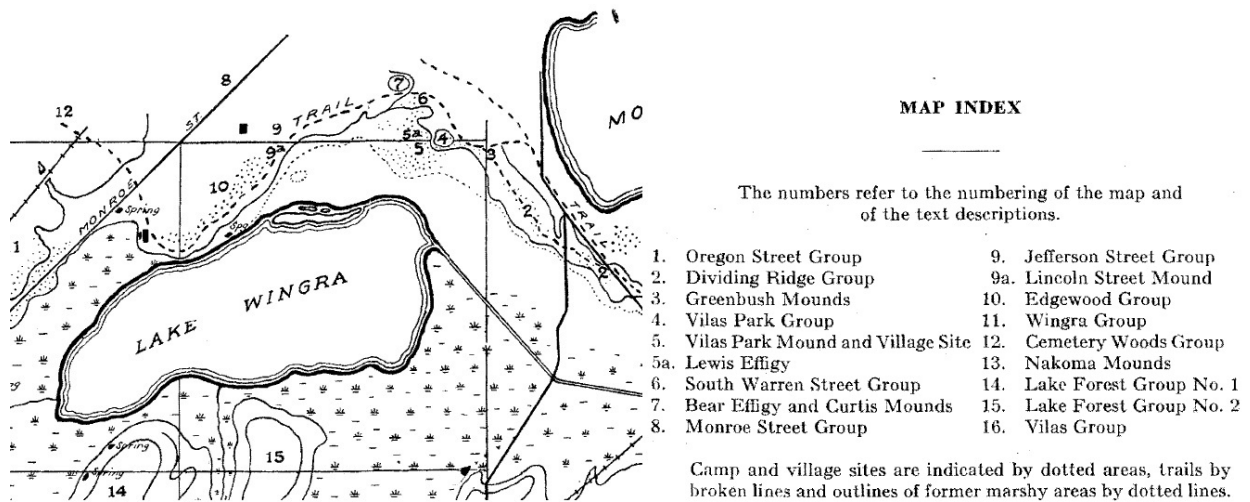 8
7
MO
12
ST.
TRAIL
6
9
5a
4
9a
5
3
10
MONROE
Spring
2
TRAIL
1
Spg
WINGRA
LAKE
2
Spring
15
Spring
14
MAP INDEX
The numbers refer to the numbering of the map and
of the text descriptions.
1. Oregon Street Group
2. Dividing Ridge Group
3. Greenbush Mounds
4. Vilas Park Group
5. Vilas Park Mound and Village Site
5a. Lewis Effigy
6. South Warren Street Group
7. Bear Effigy and Curtis Mounds
8. Monroe Street Group
9. Jefferson Street Group
9a. Lincoln Street Mound
10. Edgewood Group
11. Wingra Group
12. Cemetery Woods Group
13. Nakoma Mounds
14. Lake Forest Group No. 1
15. Lake Forest Group No. 2
16. Vilas Group
Camp and village sites are indicated by dotted areas, trails by
broken lines and outlines of former marshy areas by dotted lines.